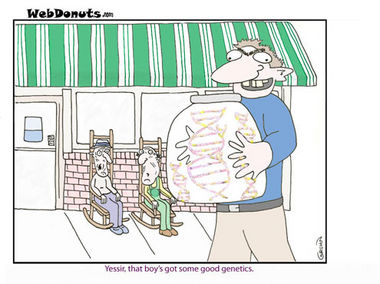 WebDonuts.com
Yessir, that boy's got some good genetics.